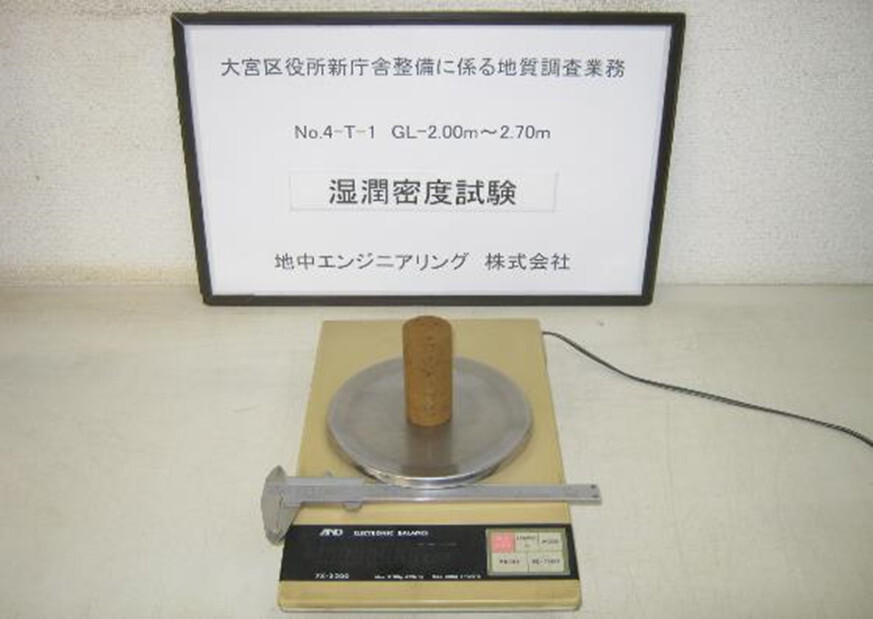 大宮区役所新庁舎整備に係る地質調査業務
No.4-T-1 GL-2.00m～2.70m
湿潤密度試験
地中エンジニアリング 株式会社
AND ELECTRONIC BALANCE